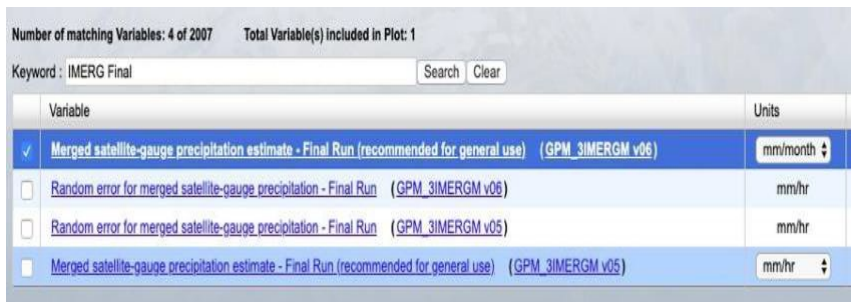 Number of matching Variables: 4 of 2007 Total Variable(s) included in Plot: 1
Keyword : IMERG Final Search Clear
Variable Units
Merged satellite-gauge precipitation estimate - Final Run (recommended for general use) (GPM_3IMERGM v06) mm/month
Random error for merged satellite-gauge precipitation - Final Run (GPM_3IMERGM v06) mm/hr
Random error for merged satellite-gauge precipitation - Final Run (GPM_3IMERGM v05) mm/hr
Merged satellite-gauge precipitation estimate - Final Run (recommended for general use) (GPM_3IMERGM v05) mm/hr